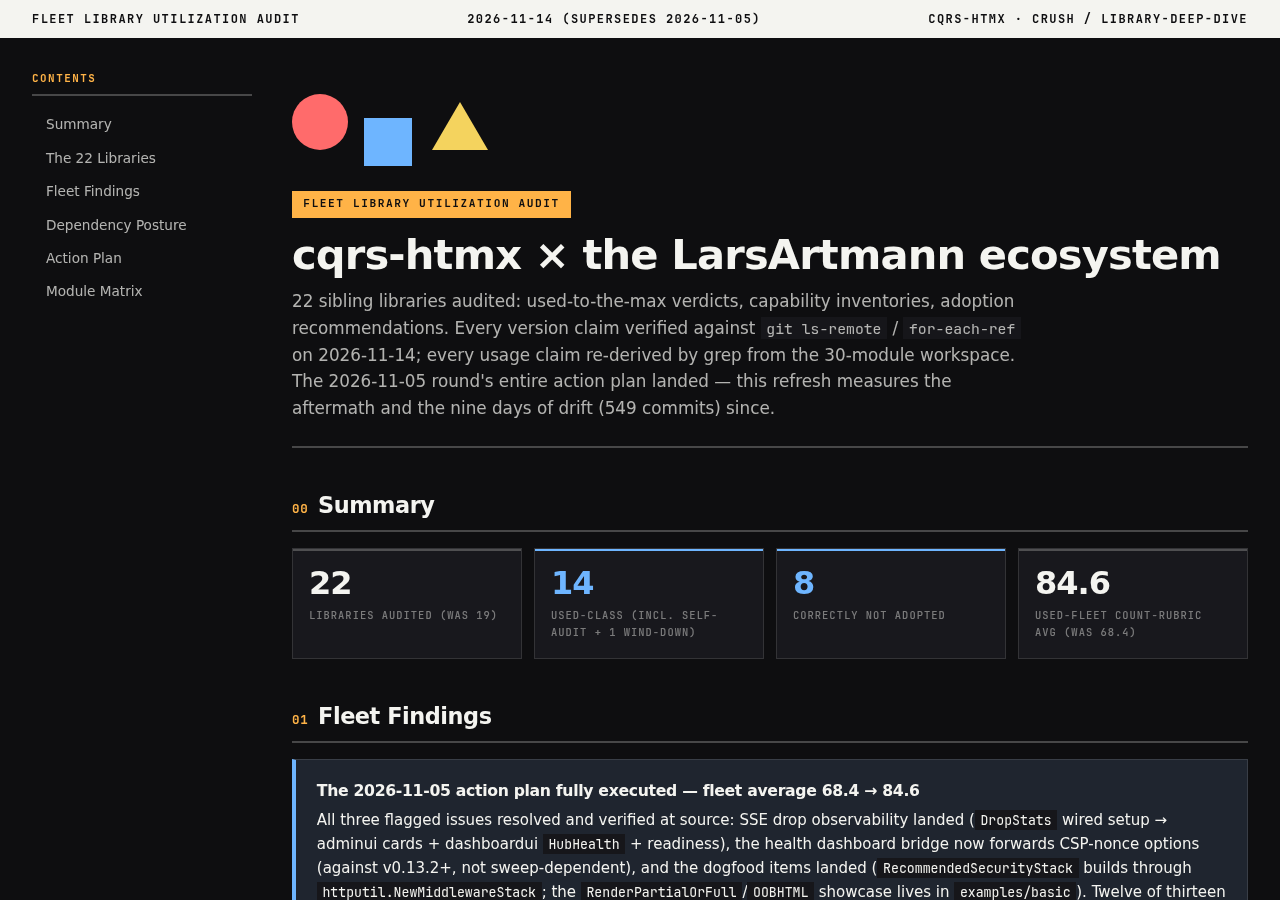 FLEET LIBRARY UTILIZATION AUDIT
2026-11-14 (SUPERSEDES 2026-11-05)
CQRS-HTMX · CRUSH / LIBRARY-DEEP-DIVE
CONTENTS
Summary
The 22 Libraries
Fleet Findings
Dependency Posture
Action Plan
Module Matrix
FLEET LIBRARY UTILIZATION AUDIT
cqrs-htmx × the LarsArtmann ecosystem
22 sibling libraries audited: used-to-the-max verdicts, capability inventories, adoption
recommendations. Every version claim verified against git ls-remote / for-each-ref
on 2026-11-14; every usage claim re-derived by grep from the 30-module workspace.
The 2026-11-05 round's entire action plan landed — this refresh measures the
aftermath and the nine days of drift (549 commits) since.
00 Summary
22
LIBRARIES AUDITED (WAS 19)
14
USED-CLASS (INCL. SELF-
AUDIT + 1 WIND-DOWN)
8
CORRECTLY NOT ADOPTED
84.6
USED-FLEET COUNT-RUBRIC
AVG (WAS 68.4)
01 Fleet Findings
The 2026-11-05 action plan fully executed — fleet average 68.4 → 84.6
All three flagged issues resolved and verified at source: SSE drop observability landed (DropStats wired setup →
adminui cards + dashboardui HubHealth + readiness), the health dashboard bridge now forwards CSP-nonce options
(against v0.13.2+, not sweep-dependent), and the dogfood items landed (RecommendedSecurityStack builds through
httputil.NewMiddlewareStack; the RenderPartialOrFull / OOBHTML showcase lives in examples/basic). Twelve of thirteen